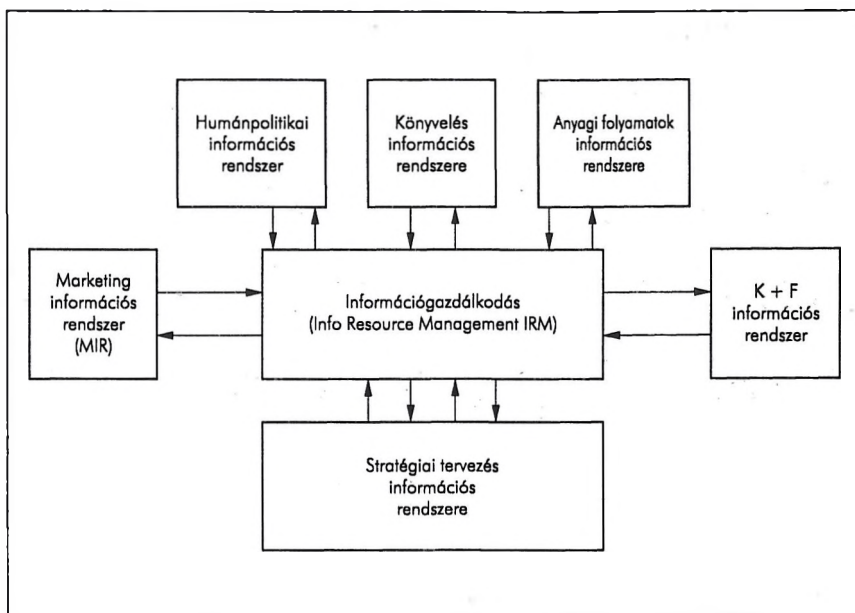 Humánpolitikai
információs
rendszer
Könyvelés
információs
rendszere
Anyagi folyamatok
információs
rendszere
Marketing
információs
rendszer
(MIR)
Információgazdálkodás
(Info Resource Management IRM)
K + F
információs
rendszer
Stratégiai tervezés
információs
rendszere